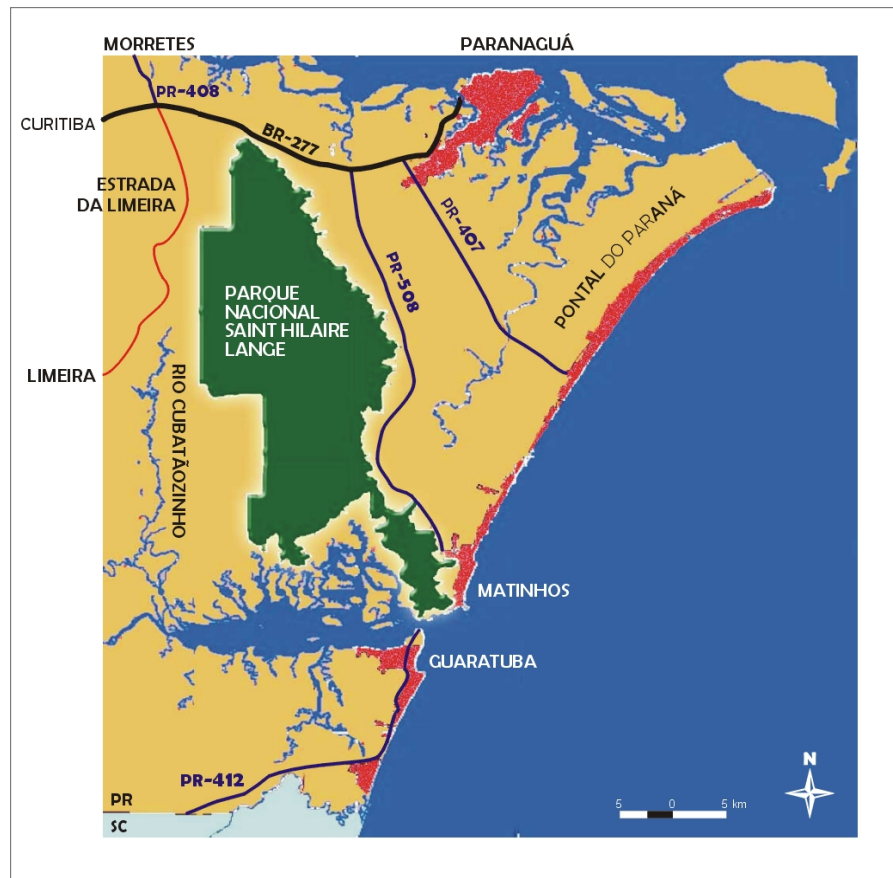 MORRETES
PARANAGUÁ
PR-408
CURITIBA
BR-277
ESTRADA
DA LIMEIRA
PR-407
PONTAL DO PARANÁ
PR-508
PARQUE
NACIONAL
SAINT HILAIRE
LANGE
LIMEIRA
RIO CUBATÃOZINHO
MATINHOS
GUARATUBA
PR-412
N
PR
SC
5 0 5 km